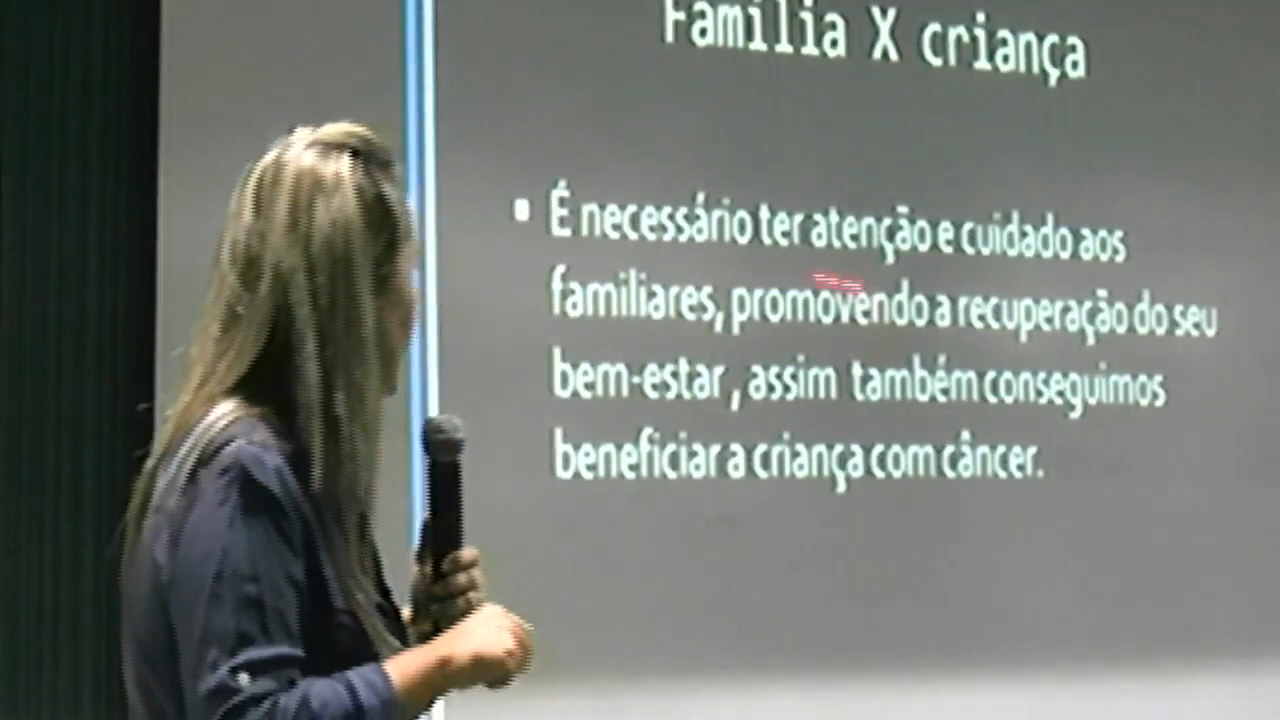 Família X criança
▪ É necessário ter atenção e cuidado aos
familiares, promovendo a recuperação do seu
bem-estar , assim também conseguimos
beneficiar a criança com câncer.